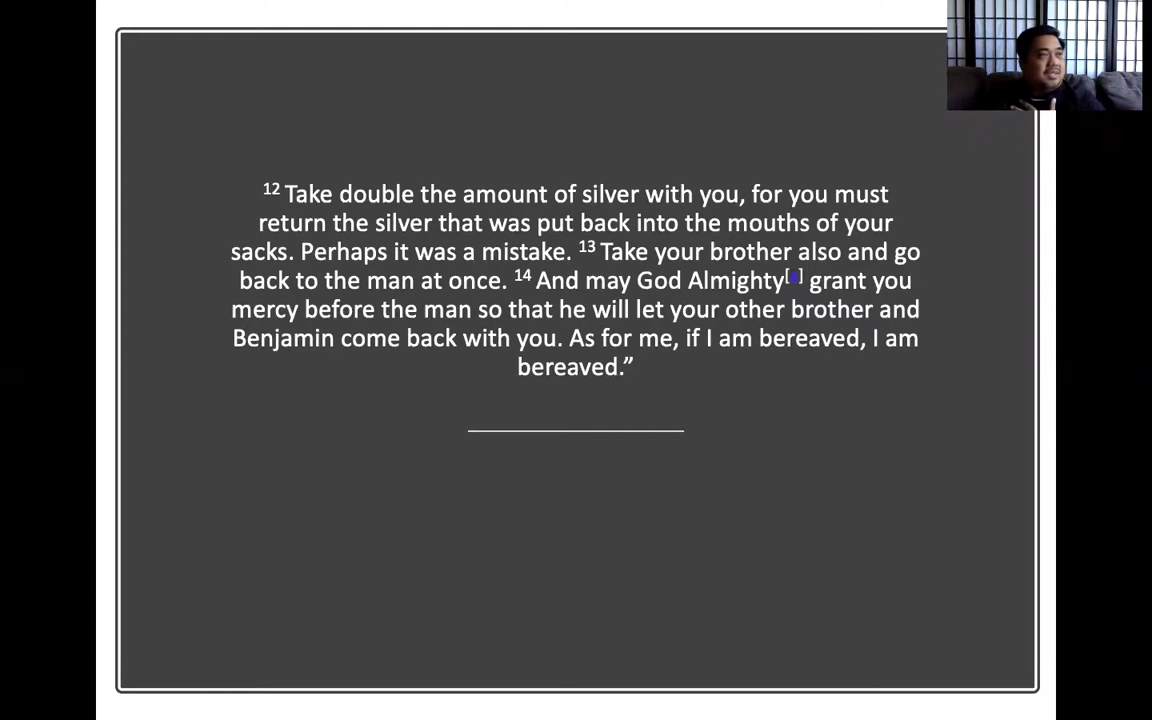 12 Take double the amount of silver with you, for you must
return the silver that was put back into the mouths of your
sacks. Perhaps it was a mistake. 13 Take your brother also and go
back to the man at once. 14 And may God Almighty[a] grant you
mercy before the man so that he will let your other brother and
Benjamin come back with you. As for me, if I am bereaved, I am
bereaved.”